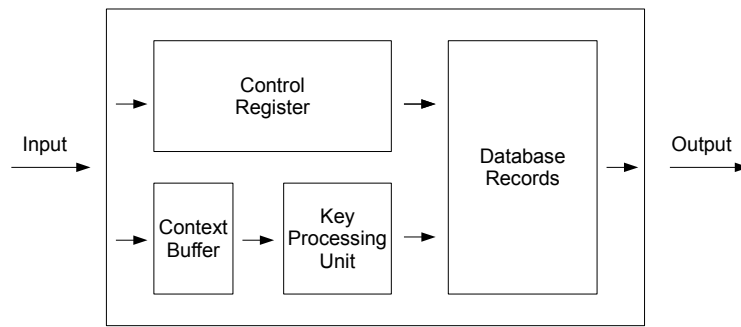 Control
Register
Input
Database
Records
Output
Context
Buffer
Key
Processing
Unit